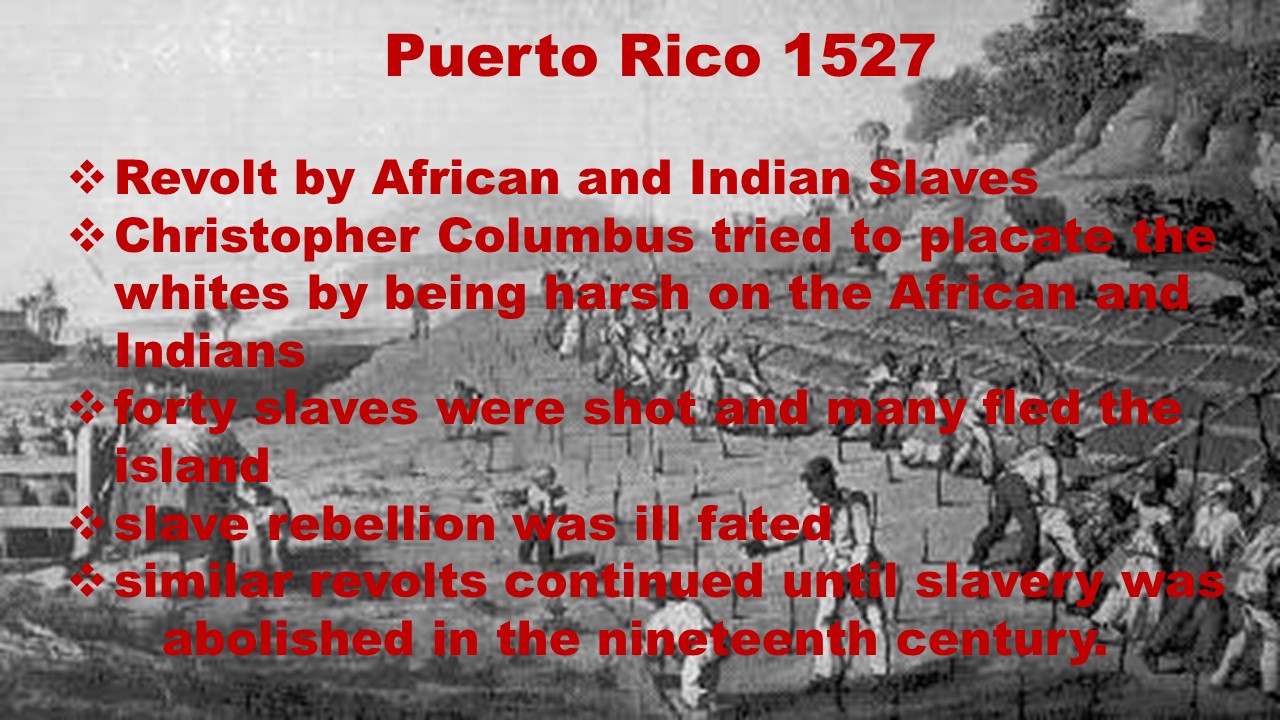 Puerto Rico 1527
❖ Revolt by African and Indian Slaves
❖ Christopher Columbus tried to placate the
whites by being harsh on the African and
Indians
❖ forty slaves were shot and many fled the
island
❖ slave rebellion was ill fated
❖ similar revolts continued until slavery was
abolished in the nineteenth century.